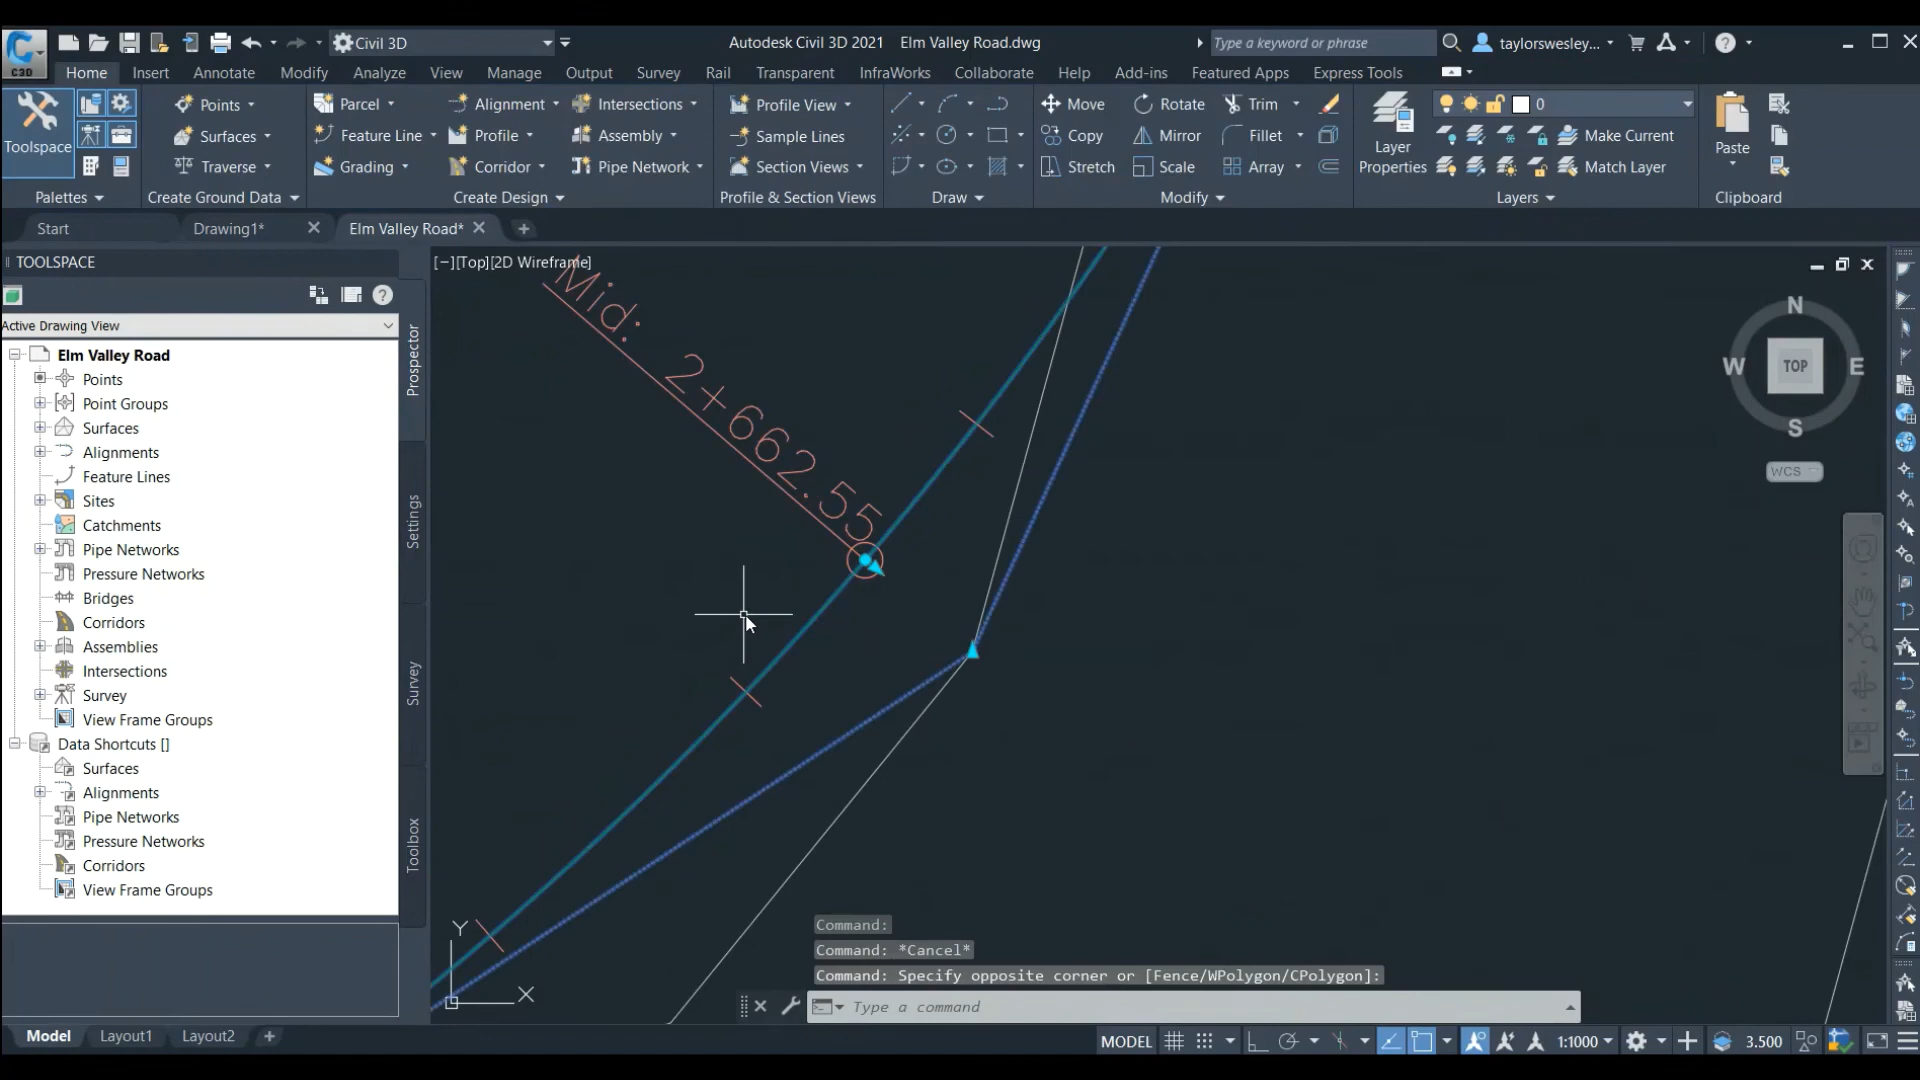 C3D
Civil 3D
Autodesk Civil 3D 2021 Elm Valley Road.dwg
Type a keyword or phrase
taylorswesley...
Home Insert Annotate Modify Analyze View Manage Output Survey Rail Transparent InfraWorks Collaborate Help Add-ins Featured Apps Express Tools
Toolspace
Palettes
Points
Surfaces
Traverse
Create Ground Data
Parcel
Feature Line
Grading
Alignment
Profile
Corridor
Intersections
Assembly
Pipe Network
Create Design
Profile View
Sample Lines
Section Views
Profile & Section Views
Draw
Move
Copy
Stretch
Rotate
Mirror
Scale
Trim
Fillet
Array
Modify
Layer
Properties
0
Make Current
Match Layer
Layers
Paste
Clipboard
Start
Drawing1*
Elm Valley Road*
TOOLSPACE
Active Drawing View
Elm Valley Road
Points
Point Groups
Surfaces
Alignments
Feature Lines
Sites
Catchments
Pipe Networks
Pressure Networks
Bridges
Corridors
Assemblies
Intersections
Survey
View Frame Groups
Data Shortcuts []
Surfaces
Alignments
Pipe Networks
Pressure Networks
Corridors
View Frame Groups
Prospector
Settings
Survey
Toolbox
[−][Top][2D Wireframe]
Mid: 2+662.55
N
W
TOP
E
S
WCS
Y
X
Command:
Command: *Cancel*
Command: Specify opposite corner or [Fence/WPolygon/CPolygon]:
Type a command
Model
Layout1
Layout2
MODEL
1:1000
3.500